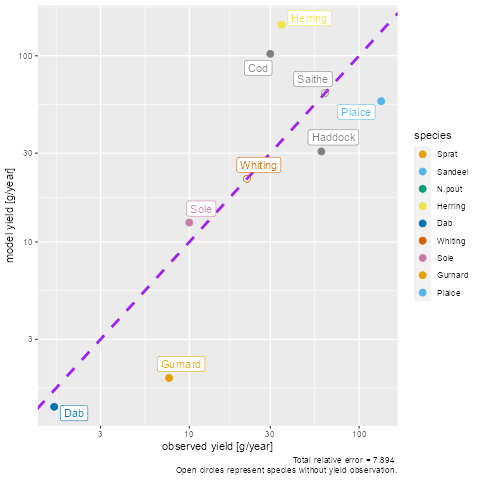 Herring
Cod
Saithe
Plaice
Haddock
Whiting
Sole
Gurnard
Dab
100
30
10
3
3
10
30
100
model yield [g/year]
observed yield [g/year]
species
Sprat
Sandeel
N.pout
Herring
Dab
Whiting
Sole
Gurnard
Plaice
Total relative error = 7.894
Open circles represent species without yield observation.